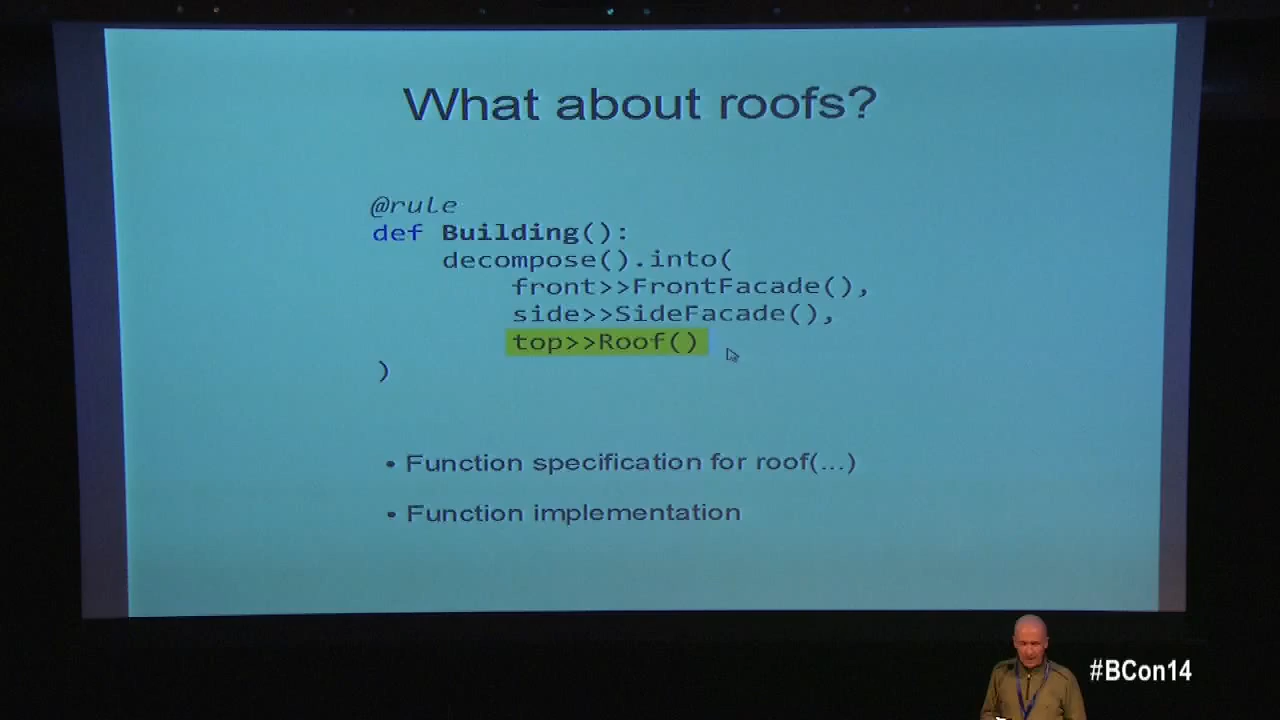 What about roofs?
@rule
def Building():
decompose().into(
front>>FrontFacade(),
side>>SideFacade(),
top>>Roof()
)
• Function specification for roof(...)
• Function implementation
#BCon14